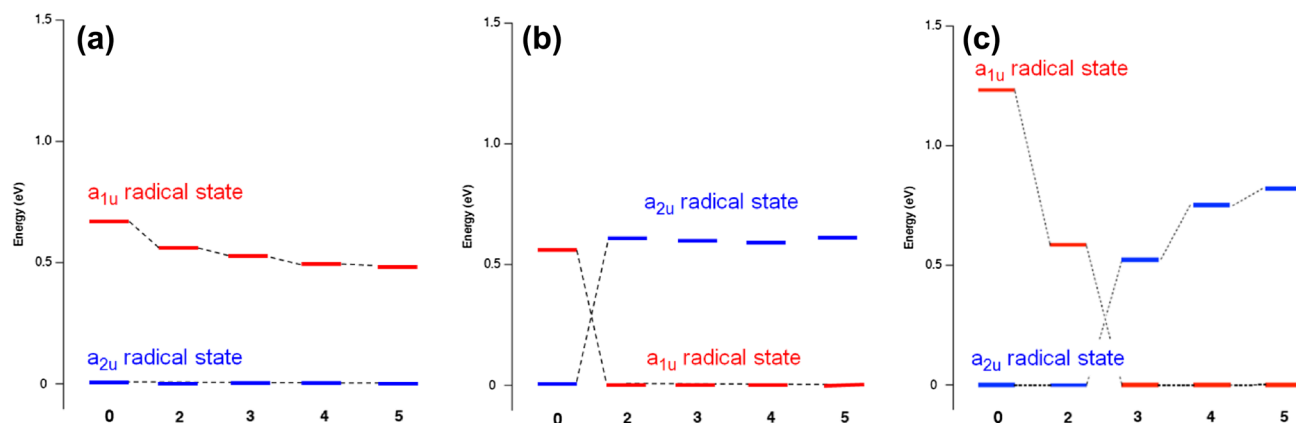 (a)
1.5
1.0
0.5
0
Energy (eV)
a1u radical state
a2u radical state
0 2 3 4 5
(b)
1.5
1.0
0.5
0
Energy (eV)
a2u radical state
a1u radical state
0 2 3 4 5
(c)
1.5
1.0
0.5
0
Energy (eV)
a1u radical state
a2u radical state
0 2 3 4 5